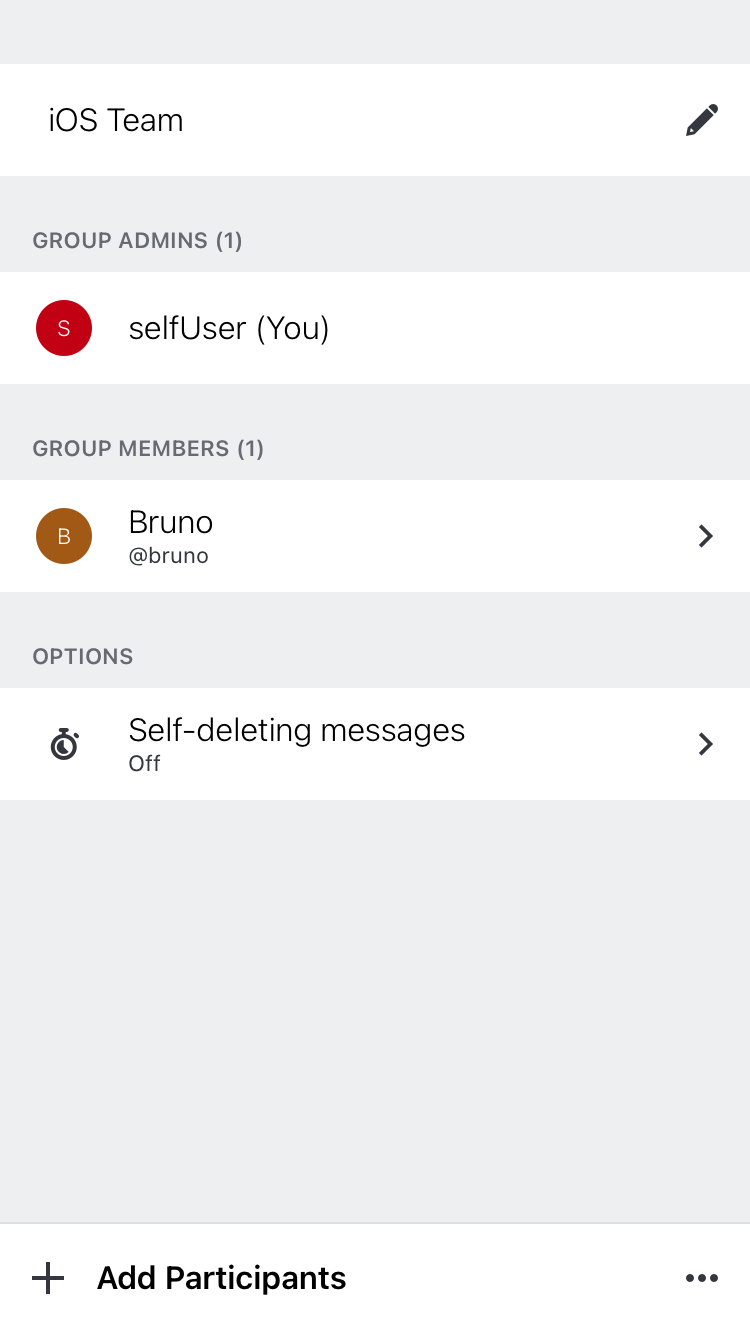 iOS Team
GROUP ADMINS (1)
S
selfUser (You)
GROUP MEMBERS (1)
B
Bruno
@bruno
OPTIONS
Self-deleting messages
Off
Add Participants